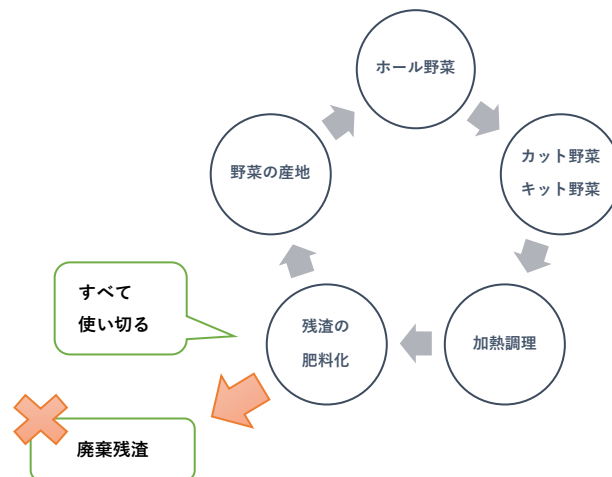 ホール野菜
カット野菜
キット野菜
野菜の産地
すべて
使い切る
残渣の
肥料化
加熱調理
廃棄残渣